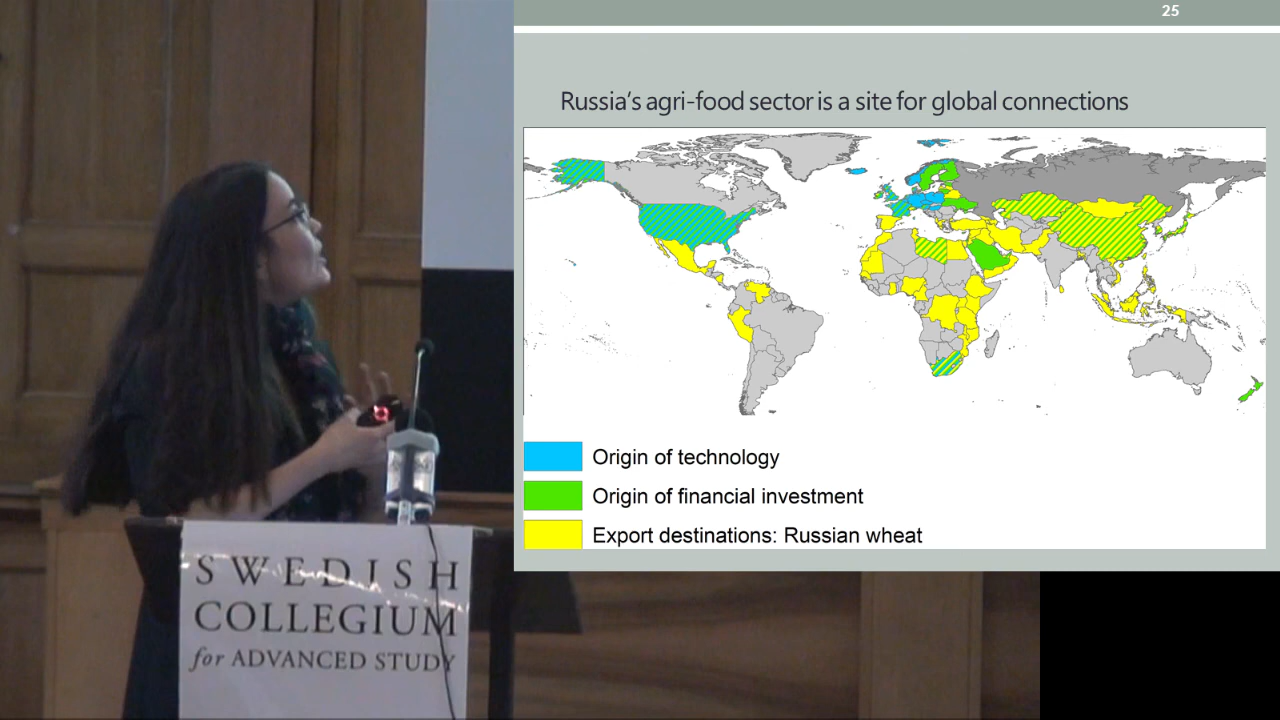 25
Russia's agri-food sector is a site for global connections
Origin of technology
Origin of financial investment
Export destinations: Russian wheat
SWEDISH
COLLEGIUM
for ADVANCED STUDY